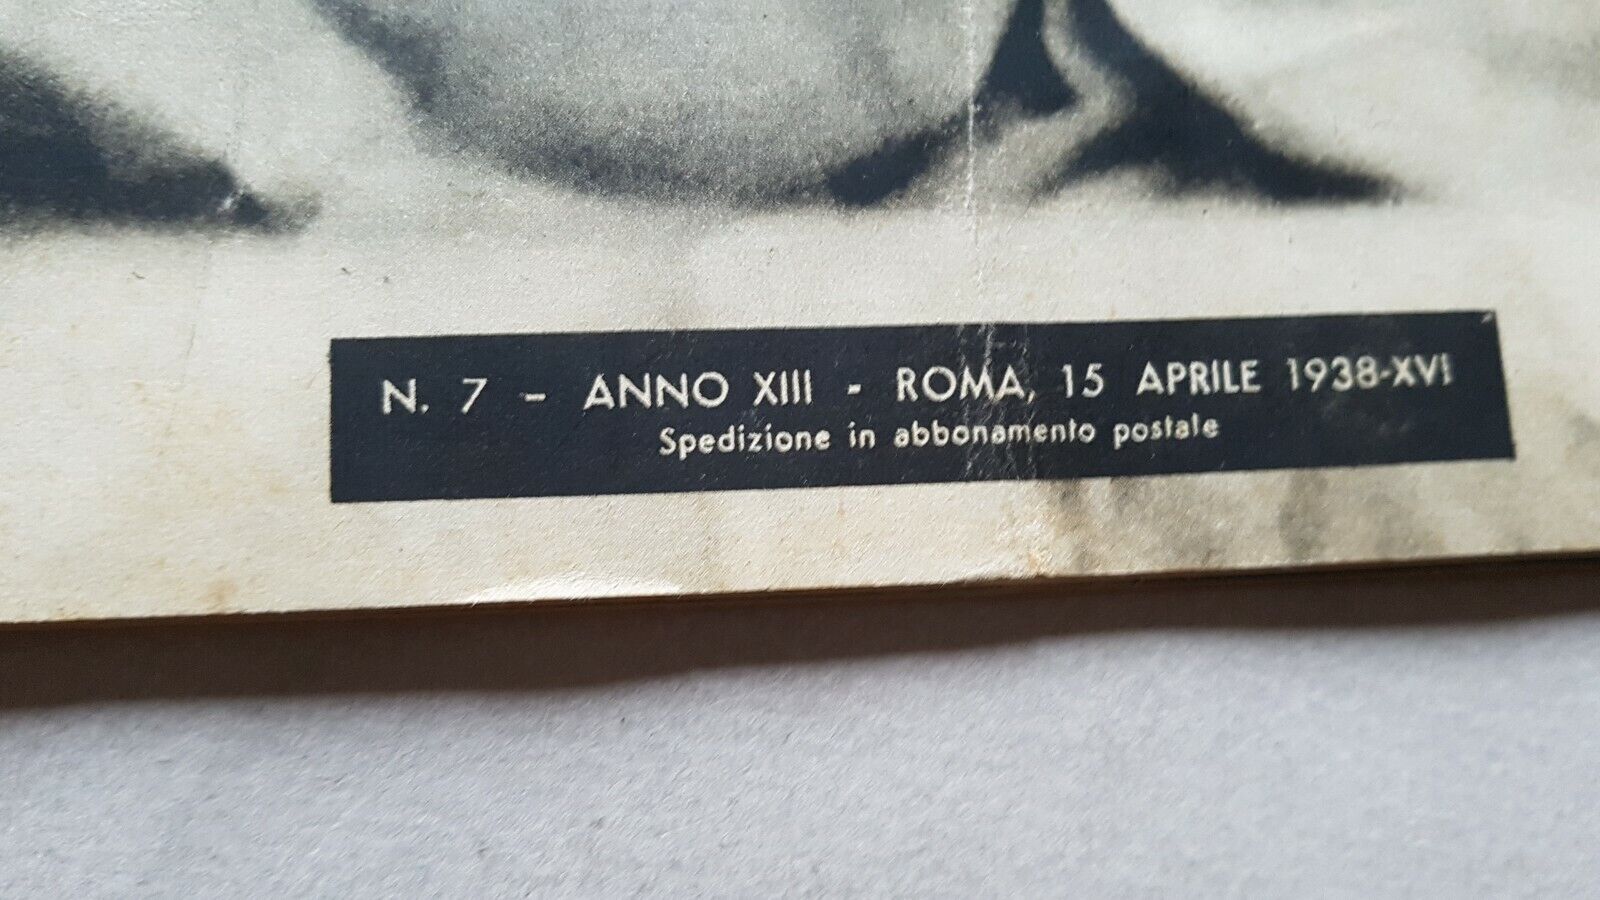 N. 7 - ANNO XIII - ROMA, 15 APRILE 1938-XVI
Spedizione in abbonamento postale